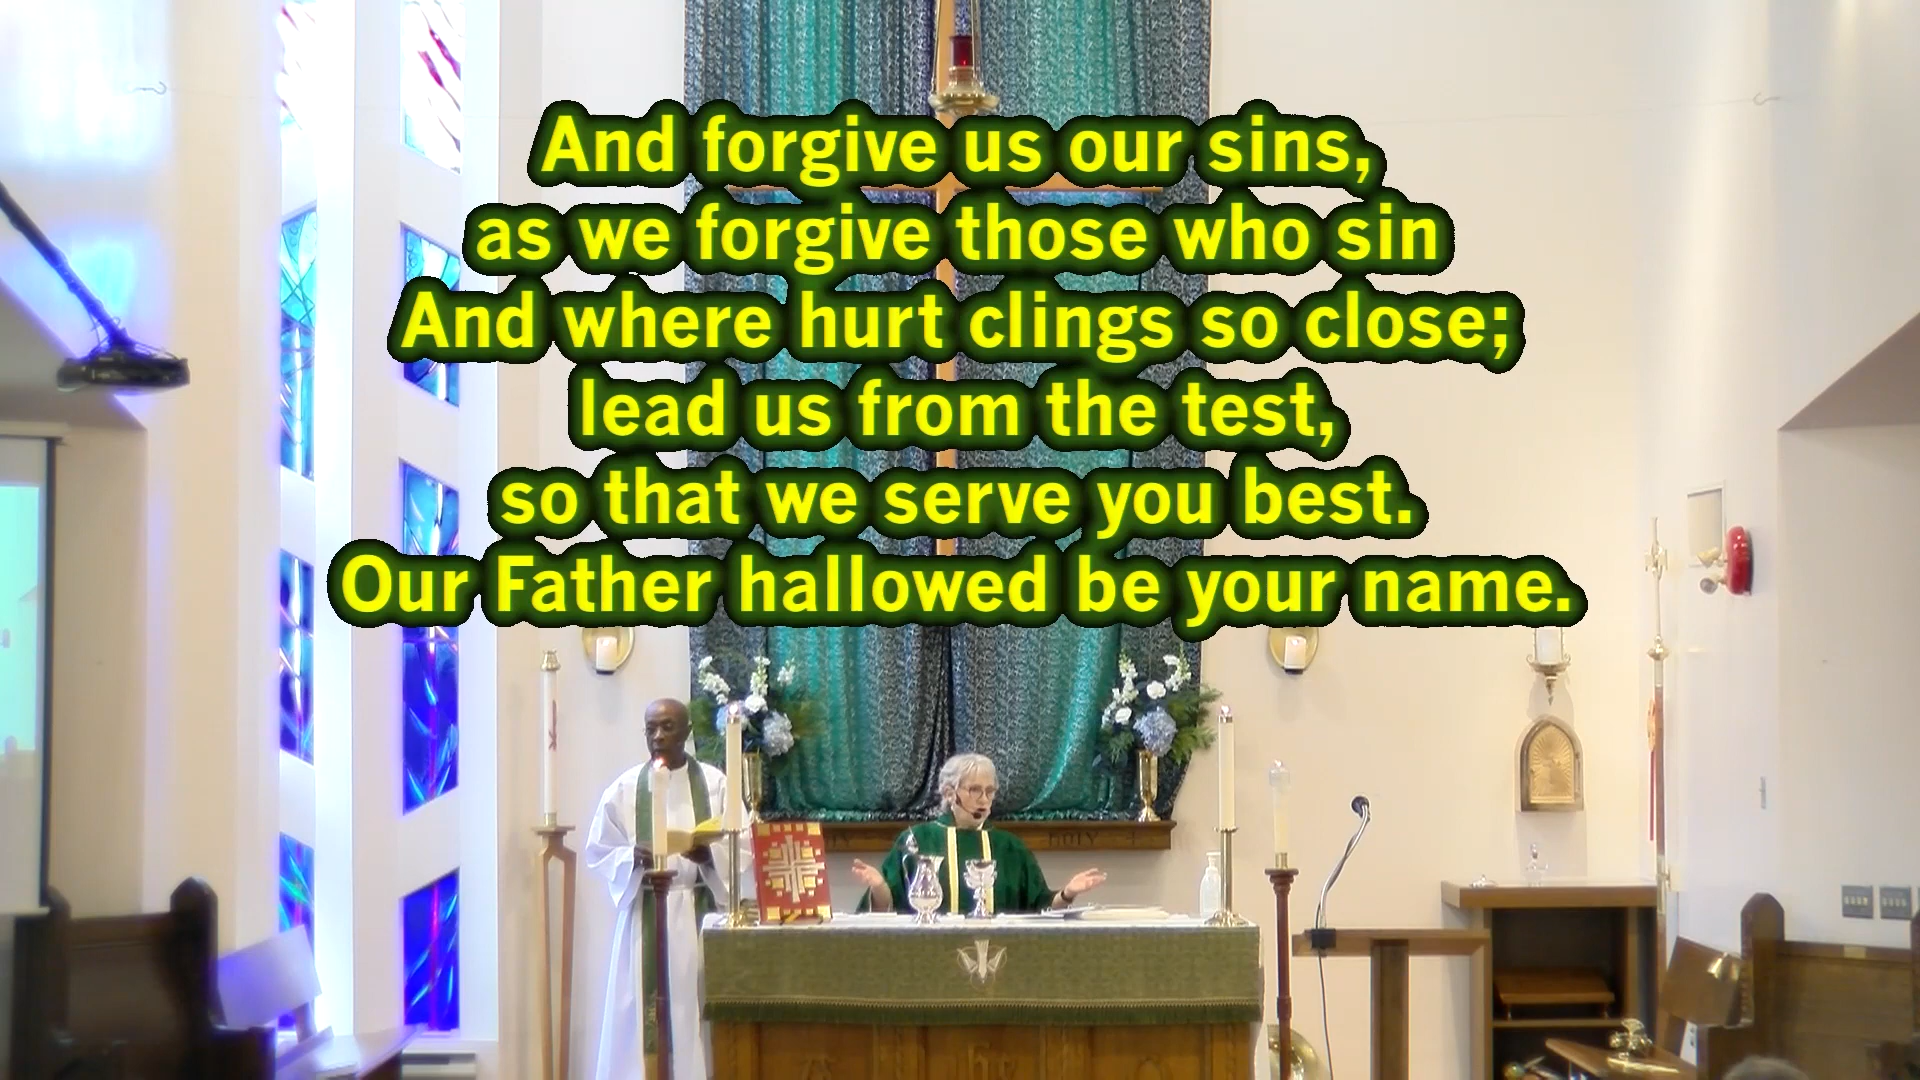 And forgive us our sins,
as we forgive those who sin
And where hurt clings so close;
lead us from the test,
so that we serve you best.
Our Father hallowed be your name.
HOLY